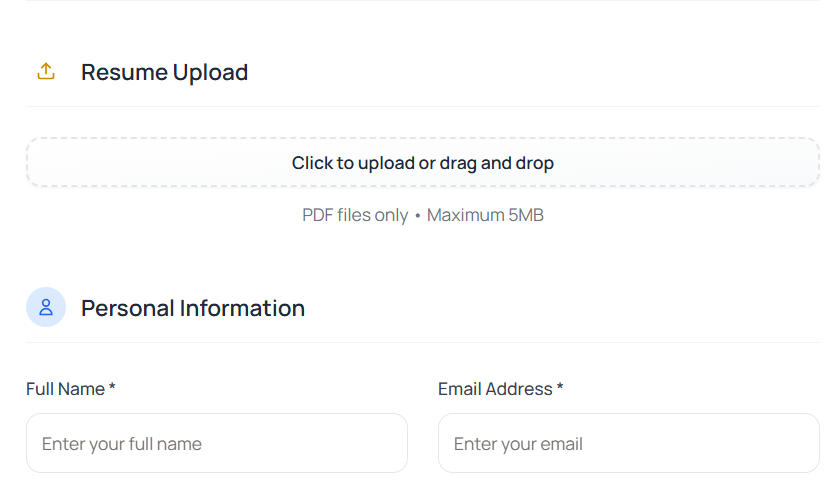 Resume Upload
Click to upload or drag and drop
PDF files only • Maximum 5MB
Personal Information
Full Name *
Email Address *
Enter your full name
Enter your email